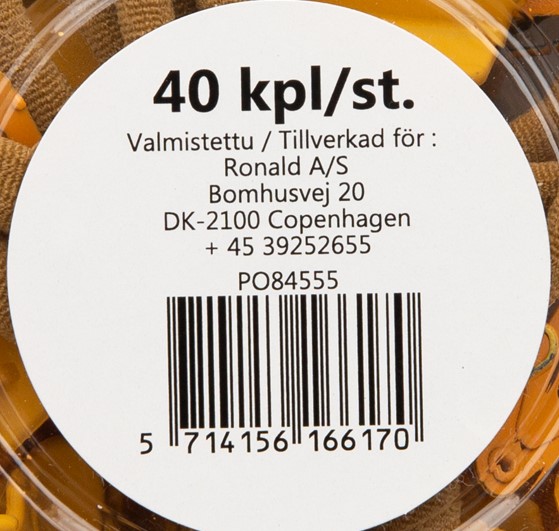 40 kpl/st.
Valmistettu / Tillverkad för :
Ronald A/S
Bomhusvej 20
DK-2100 Copenhagen
+ 45 39252655
PO84555
5 714156 166170